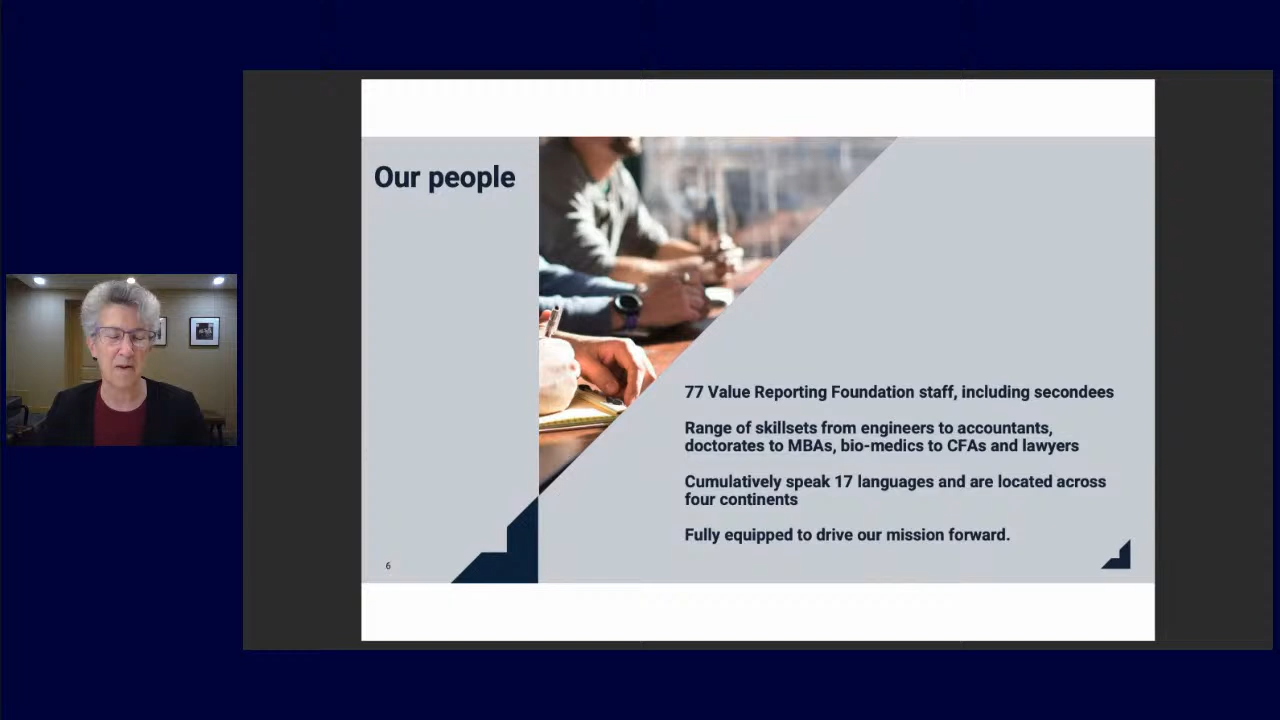 Our people
77 Value Reporting Foundation staff, including secondees
Range of skillsets from engineers to accountants,
doctorates to MBAs, bio-medics to CFAs and lawyers
Cumulatively speak 17 languages and are located across
four continents
Fully equipped to drive our mission forward.
6